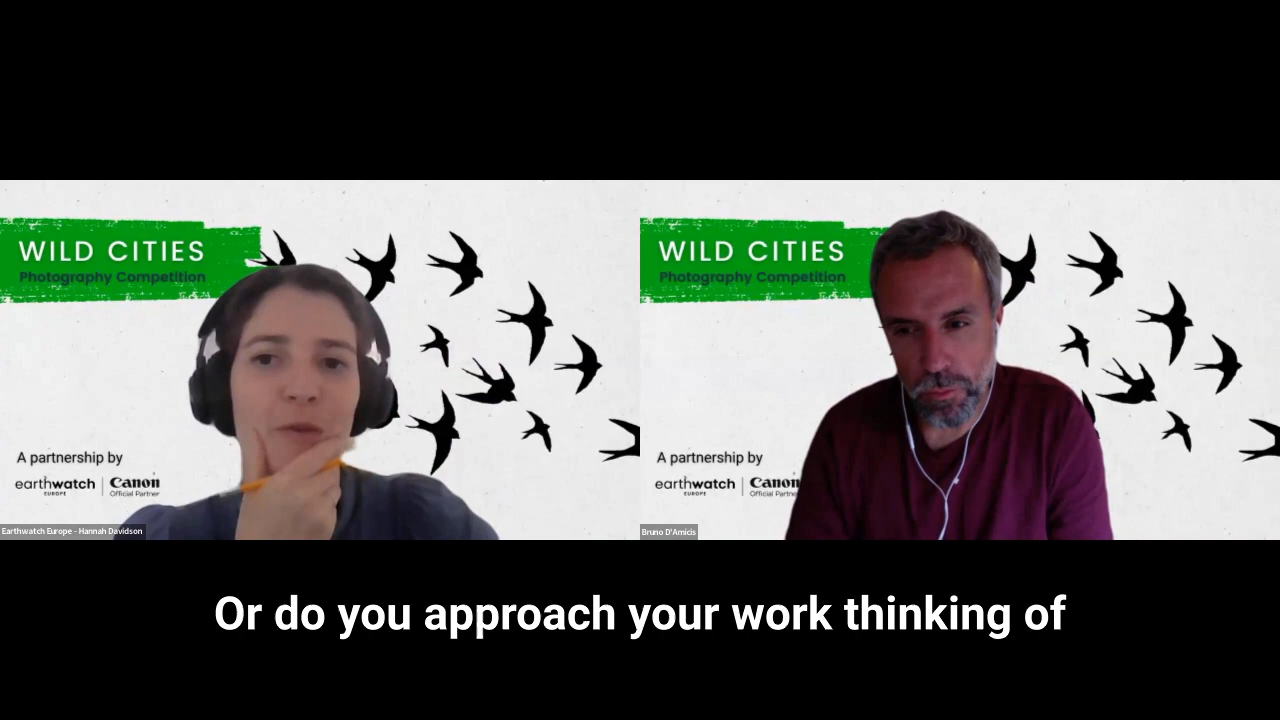 WILD CITIES
Photography Competition
A partnership by
earthwatch
EUROPE
Canon
Official Partner
Earthwatch Europe - Hannah Davidson
WILD CITIES
Photography Competition
A partnership by
earthwatch
EUROPE
Canon
Official Partner
Bruno D'Amicis
Or do you approach your work thinking of